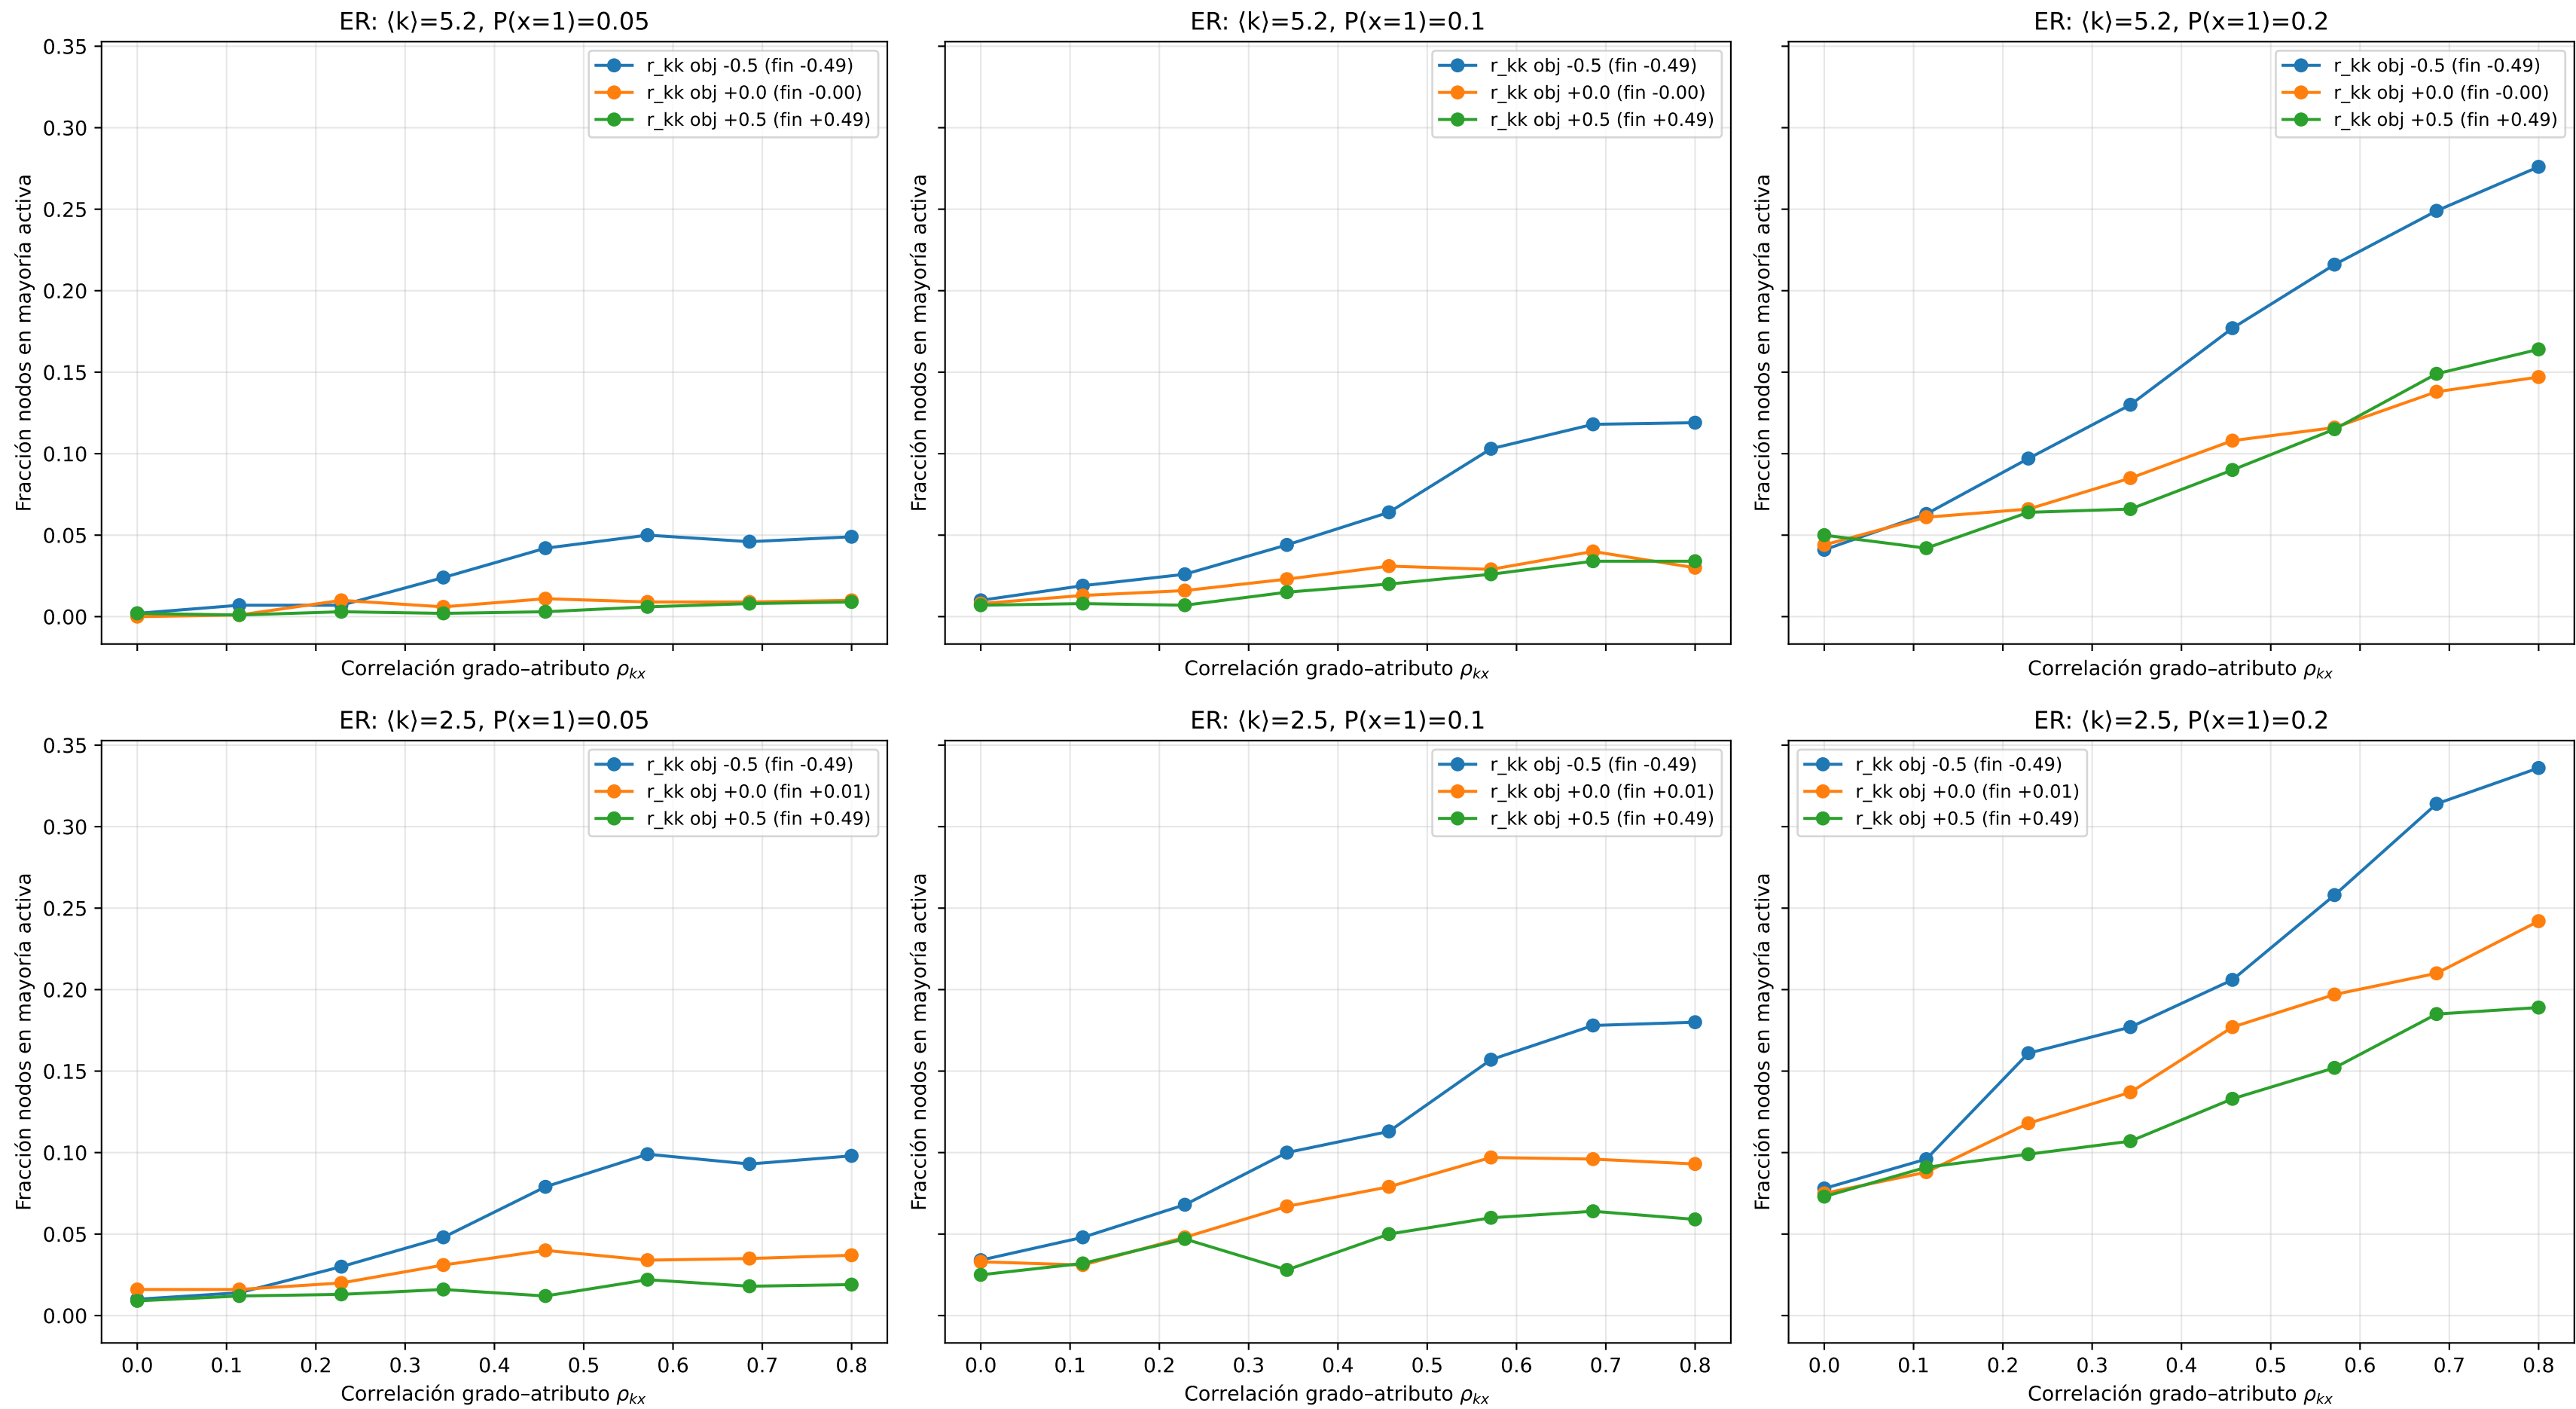 ER: ⟨k⟩=5.2, P(x=1)=0.05
0.35
0.30
0.25
0.20
0.15
0.10
0.05
0.00
Fracción nodos en mayoría activa
r_kk obj -0.5 (fin -0.49)
r_kk obj +0.0 (fin -0.00)
r_kk obj +0.5 (fin +0.49)
Correlación grado–atributo ρkx
ER: ⟨k⟩=5.2, P(x=1)=0.1
Fracción nodos en mayoría activa
r_kk obj -0.5 (fin -0.49)
r_kk obj +0.0 (fin -0.00)
r_kk obj +0.5 (fin +0.49)
Correlación grado–atributo ρkx
ER: ⟨k⟩=5.2, P(x=1)=0.2
Fracción nodos en mayoría activa
r_kk obj -0.5 (fin -0.49)
r_kk obj +0.0 (fin -0.00)
r_kk obj +0.5 (fin +0.49)
Correlación grado–atributo ρkx
ER: ⟨k⟩=2.5, P(x=1)=0.05
0.35
0.30
0.25
0.20
0.15
0.10
0.05
0.00
Fracción nodos en mayoría activa
r_kk obj -0.5 (fin -0.49)
r_kk obj +0.0 (fin +0.01)
r_kk obj +0.5 (fin +0.49)
0.0 0.1 0.2 0.3 0.4 0.5 0.6 0.7 0.8
Correlación grado–atributo ρkx
ER: ⟨k⟩=2.5, P(x=1)=0.1
Fracción nodos en mayoría activa
r_kk obj -0.5 (fin -0.49)
r_kk obj +0.0 (fin +0.01)
r_kk obj +0.5 (fin +0.49)
0.0 0.1 0.2 0.3 0.4 0.5 0.6 0.7 0.8
Correlación grado–atributo ρkx
ER: ⟨k⟩=2.5, P(x=1)=0.2
Fracción nodos en mayoría activa
r_kk obj -0.5 (fin -0.49)
r_kk obj +0.0 (fin +0.01)
r_kk obj +0.5 (fin +0.49)
0.0 0.1 0.2 0.3 0.4 0.5 0.6 0.7 0.8
Correlación grado–atributo ρkx